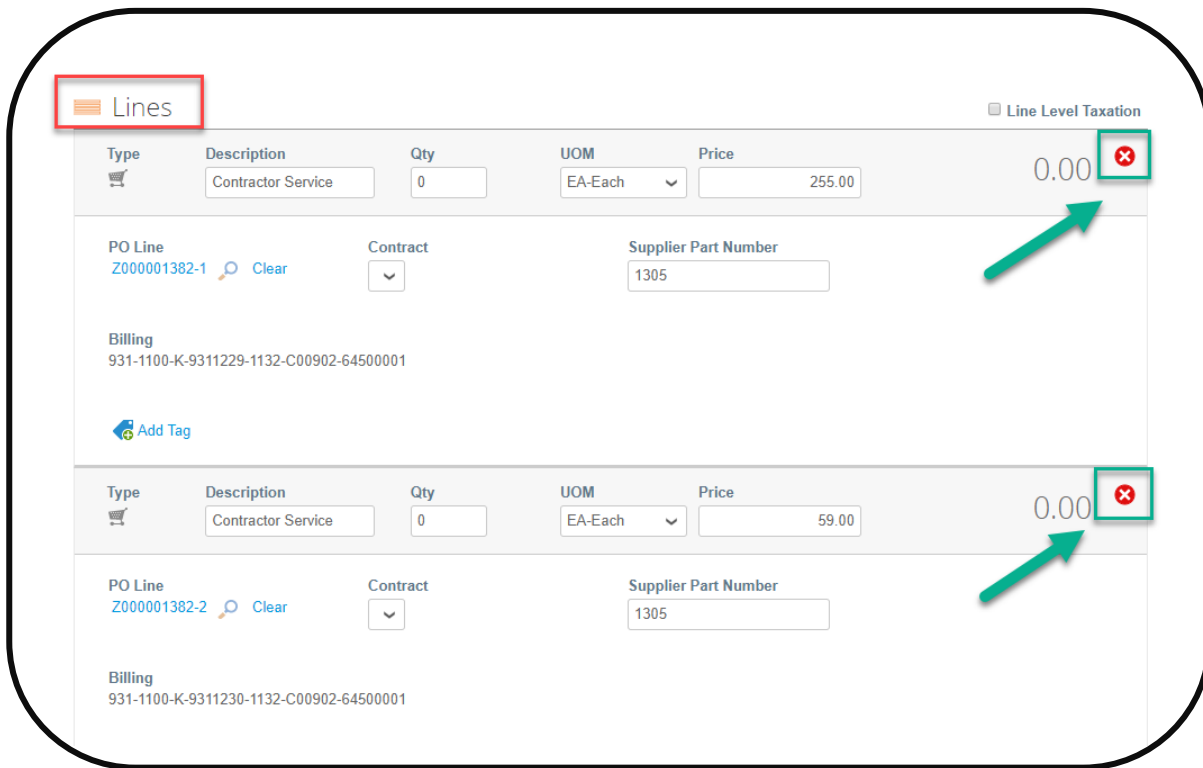 Lines
Line Level Taxation
Type Description Qty UOM Price
Contractor Service 0 EA-Each 255.00 0.00
PO Line Contract Supplier Part Number
Z000001382-1 Clear 1305
Billing
931-1100-K-9311229-1132-C00902-64500001
Add Tag
Type Description Qty UOM Price
Contractor Service 0 EA-Each 59.00 0.00
PO Line Contract Supplier Part Number
Z000001382-2 Clear 1305
Billing
931-1100-K-9311230-1132-C00902-64500001